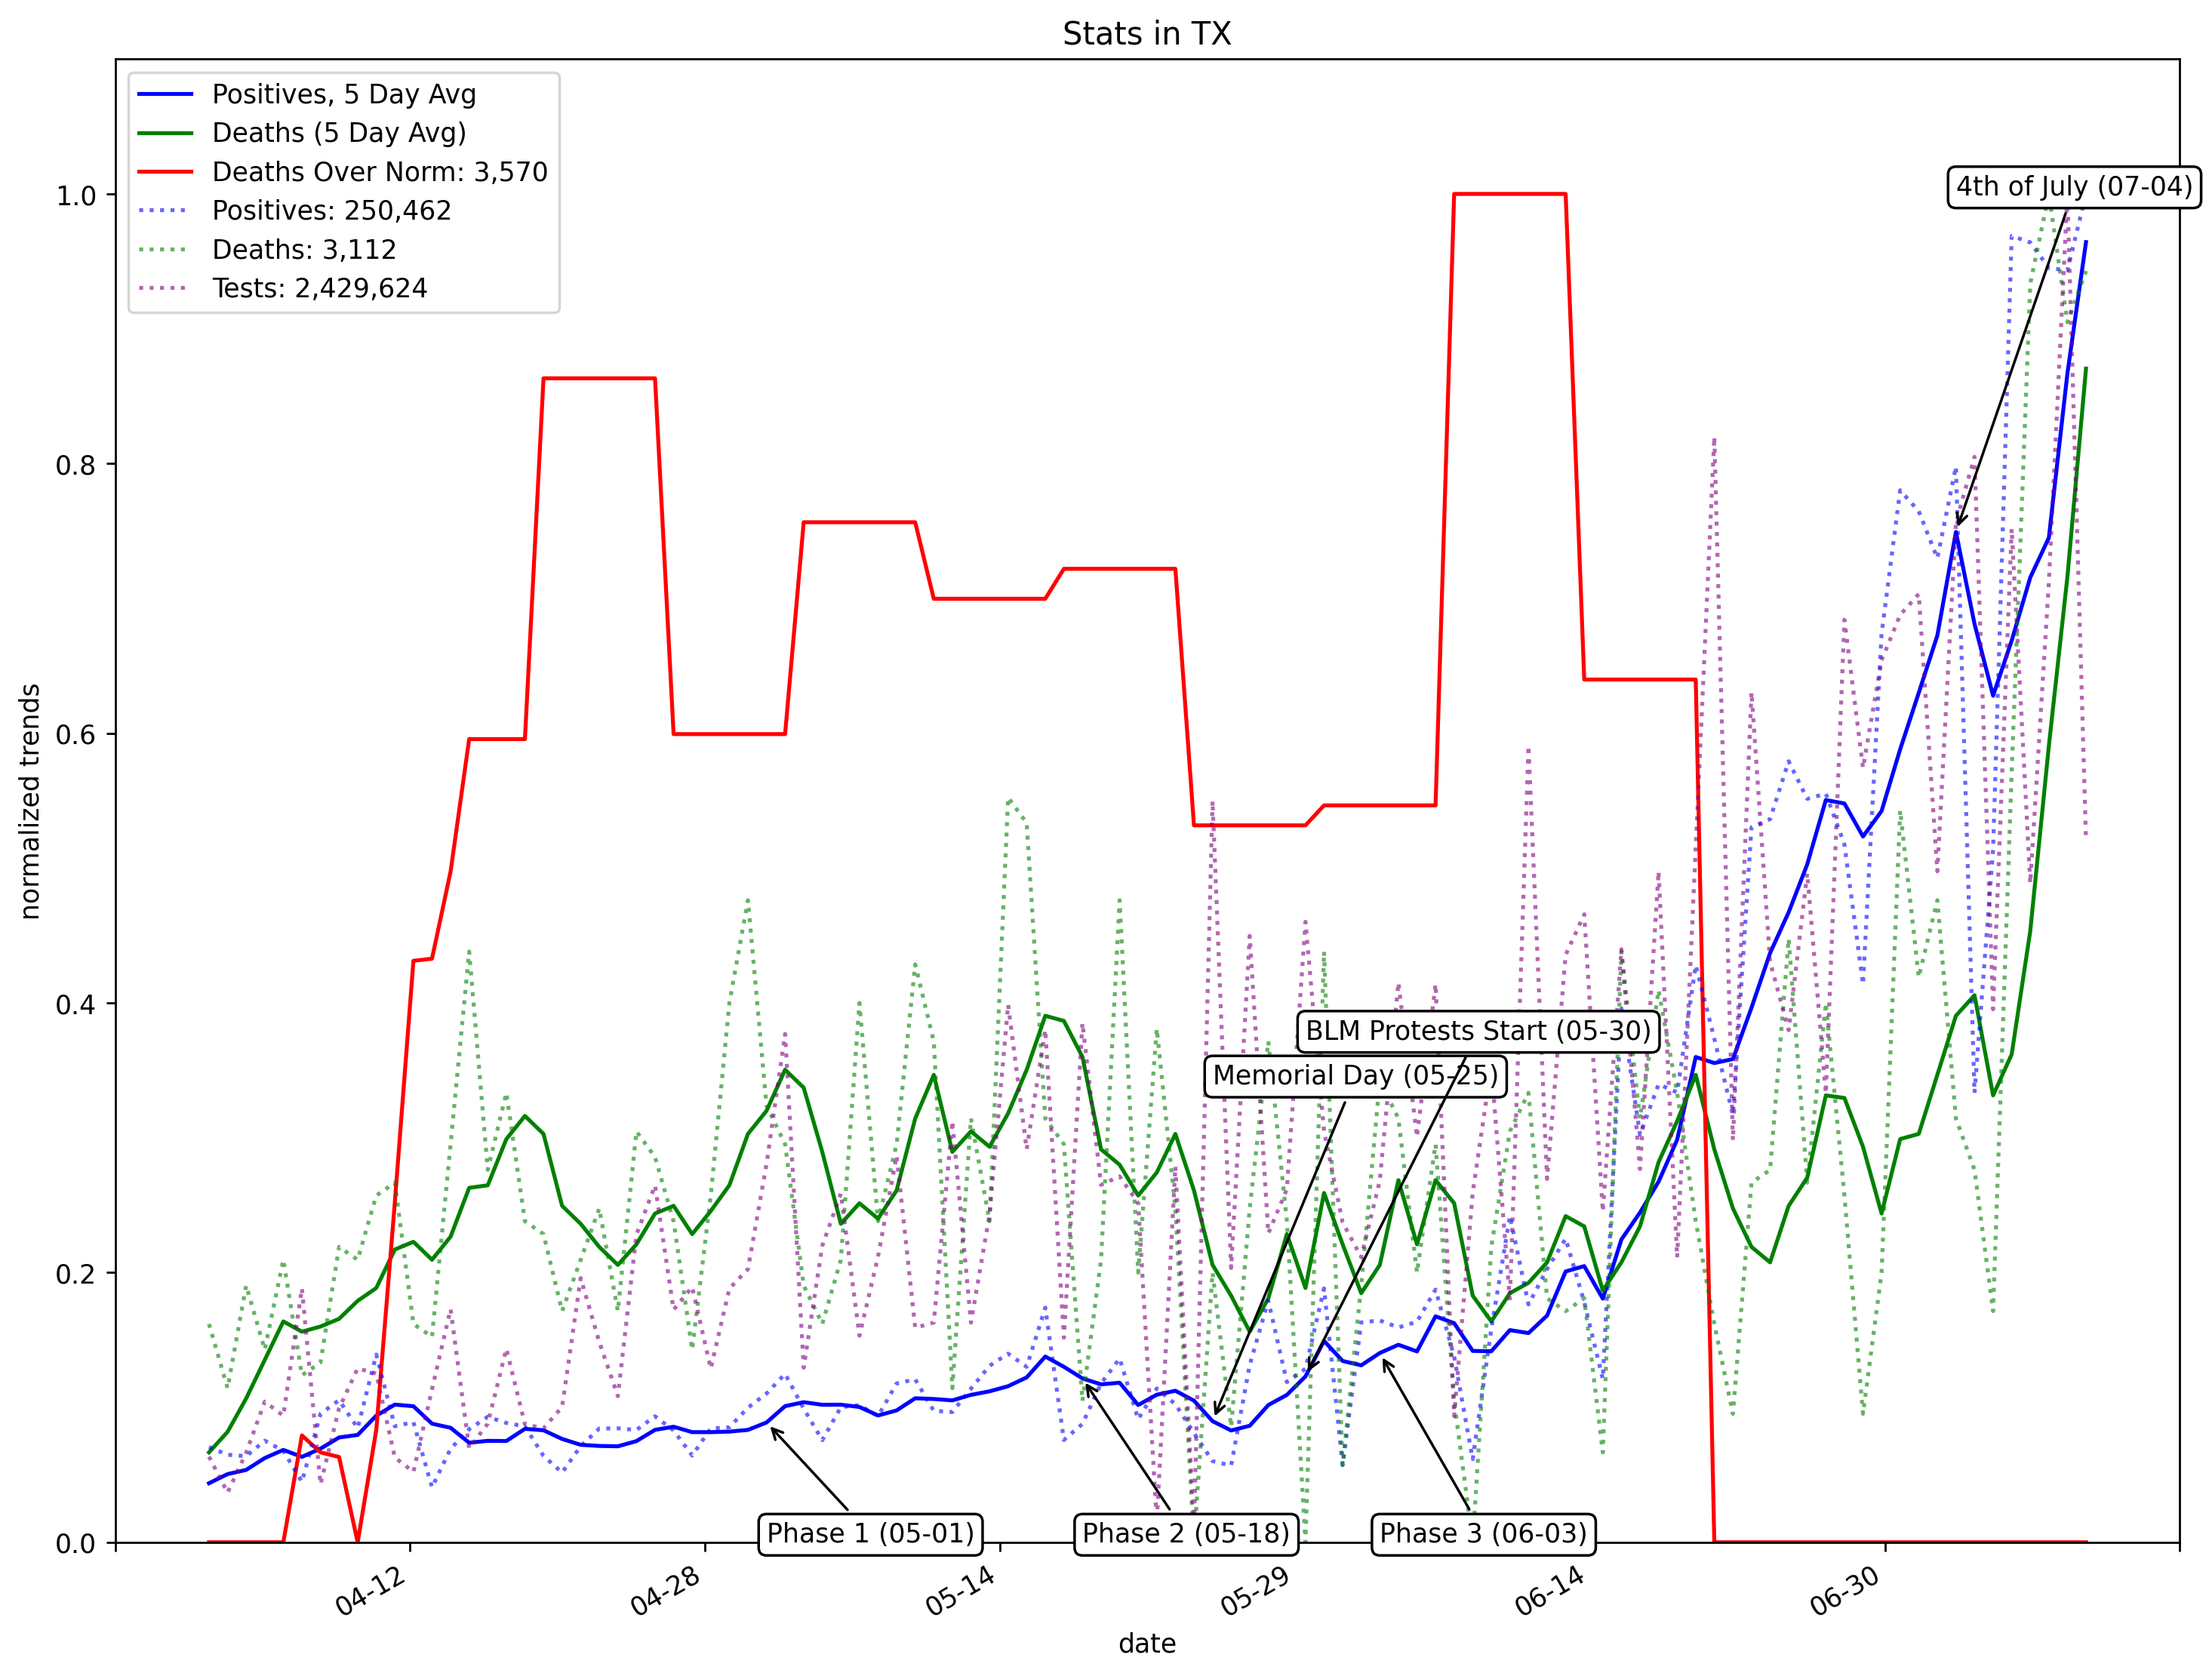 Stats in TX
Positives, 5 Day Avg
Deaths (5 Day Avg)
Deaths Over Norm: 3,570
Positives: 250,462
Deaths: 3,112
Tests: 2,429,624
4th of July (07-04)
1.0
0.8
0.6
0.4
0.2
0.0
normalized trends
BLM Protests Start (05-30)
Memorial Day (05-25)
Phase 1 (05-01)
Phase 2 (05-18)
Phase 3 (06-03)
04-12
04-28
05-14
05-29
06-14
06-30
date